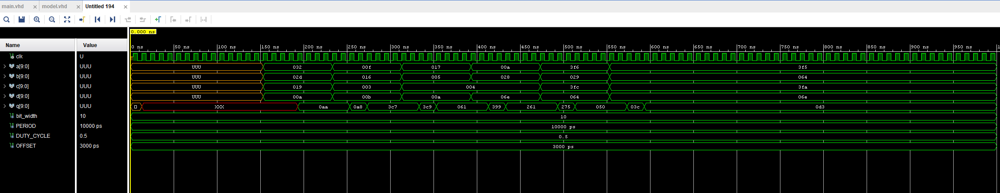 main.vhd model.vhd Untitled 194
0.000 ns
Name Value
0 ns 50 ns 100 ns 150 ns 200 ns 250 ns 300 ns 350 ns 400 ns 450 ns 500 ns 550 ns 600 ns 650 ns 700 ns 750 ns 800 ns 850 ns 900 ns 950 ns 1
clk U
a[9:0] UUU UUU 032 00f 017 00a 3f6 3f5
b[9:0] UUU UUU 02d 016 005 028 029 064
c[9:0] UUU UUU 019 003 004 3fc 3fa
d[9:0] UUU UUU 00a 00b 00a 06e 064 06e
q[9:0] UUU XXX 0aa 0a8 3c7 3c9 061 399 261 275 050 03c 0d3
bit_width 10 10
PERIOD 10000 ps 10000 ps
DUTY_CYCLE 0.5 0.5
OFFSET 3000 ps 3000 ps